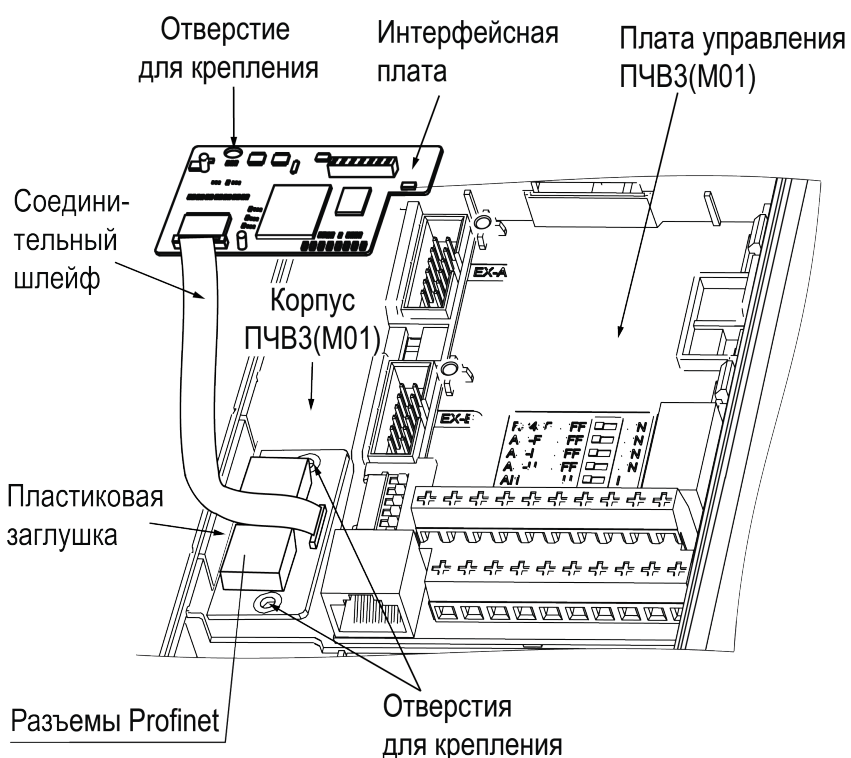 Отверстие
для крепления
Интерфейсная
плата
Плата управления
ПЧВ3(М01)
Соедини-
тельный
шлейф
Корпус
ПЧВ3(М01)
EX-A
Пластиковая
заглушка
Разъемы Profinet
Отверстия
для крепления